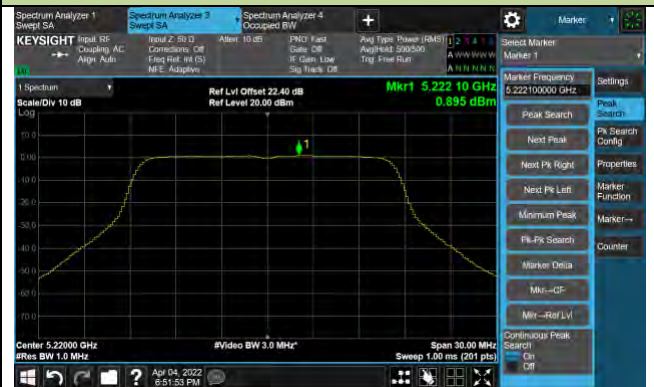 Spectrum Analyzer 1
Swept SA
Spectrum Analyzer 3
Swept SA
Spectrum Analyzer 4
Occupied BW
+
Marker
KEYSIGHT
Input: RF
Coupling: AC
Align: Auto
Input Z: 50 Ω
Corrections: Off
Freq Ref: Int (S)
NFE: Adaptive
Atten: 10 dB
PNO: Fast
Gate: Off
IF Gain: Low
Sig Track: Off
Avg Type: Power (RMS)
Avg|Hold: 500/500
Trig: Free Run
1 2 3 4 5 6
A W W W W W
A N N N N N
Select Marker
Marker 1
1 Spectrum
Scale/Div 10 dB
Log
Ref Lvl Offset 22.40 dB
Ref Level 20.00 dBm
Mkr1 5.222 10 GHz
0.895 dBm
10.0
0.00
-10.0
-20.0
-30.0
-40.0
-50.0
-60.0
-70.0
1
Center 5.22000 GHz
#Res BW 1.0 MHz
#Video BW 3.0 MHz*
Span 30.00 MHz
Sweep 1.00 ms (201 pts)
Marker Frequency
5.222100000 GHz
Peak Search
Next Peak
Next Pk Right
Next Pk Left
Minimum Peak
Pk-Pk Search
Marker Delta
Mkr→CF
Mkr→Ref Lvl
Continuous Peak
Search
On
Off
Settings
Peak
Search
Pk Search
Config
Properties
Marker
Function
Marker→
Counter
?
Apr 04, 2022
6:51:53 PM